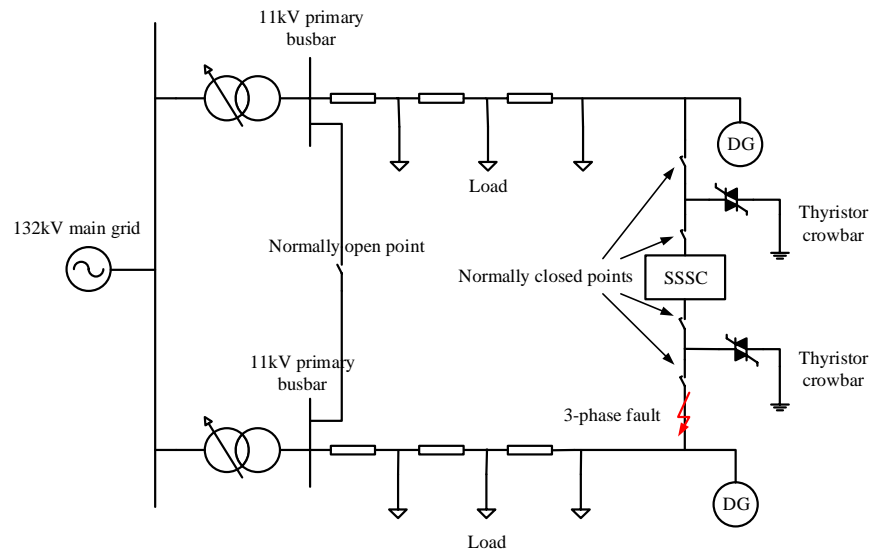 11kV primary
busbar
DG
Load
Thyristor
crowbar
132kV main grid
Normally open point
Normally closed points
SSSC
11kV primary
busbar
Thyristor
crowbar
3-phase fault
DG
Load